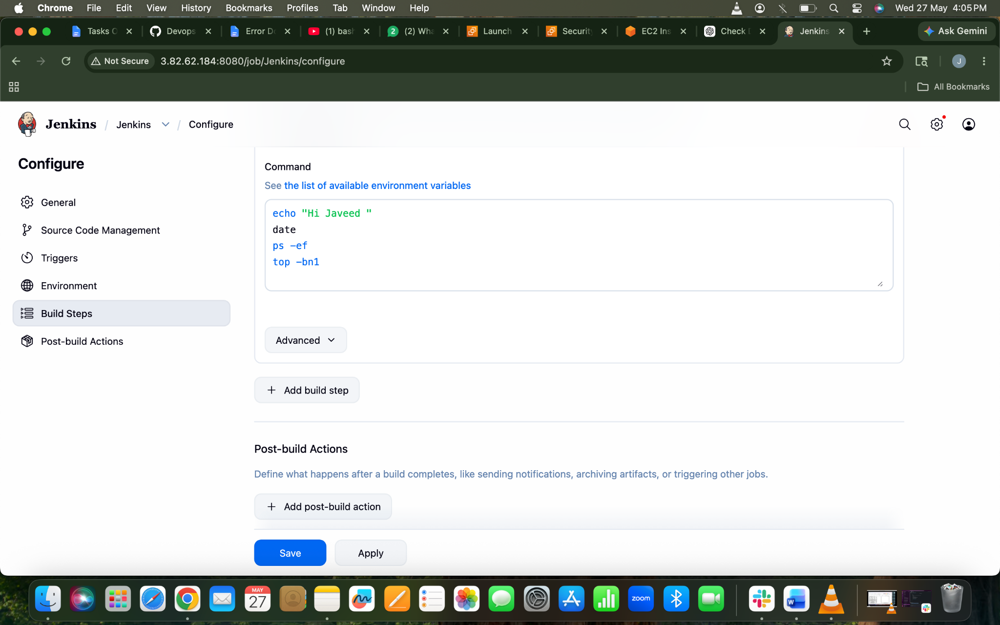 Chrome File Edit View History Bookmarks Profiles Tab Window Help Wed 27 May 4:05 PM
Tasks O Devops Error Do (1) bash 2 (2) Wha Launch Security EC2 Ins Check Jenkins Ask Gemini
Not Secure 3.82.62.184:8080/job/Jenkins/configure J
All Bookmarks
Jenkins / Jenkins / Configure
Configure
General
Source Code Management
Triggers
Environment
Build Steps
Post-build Actions
Command
See the list of available environment variables
echo "Hi Javeed "
date
ps -ef
top -bn1
Advanced
+ Add build step
Post-build Actions
Define what happens after a build completes, like sending notifications, archiving artifacts, or triggering other jobs.
+ Add post-build action
Save Apply
MAY
27
zoom
W